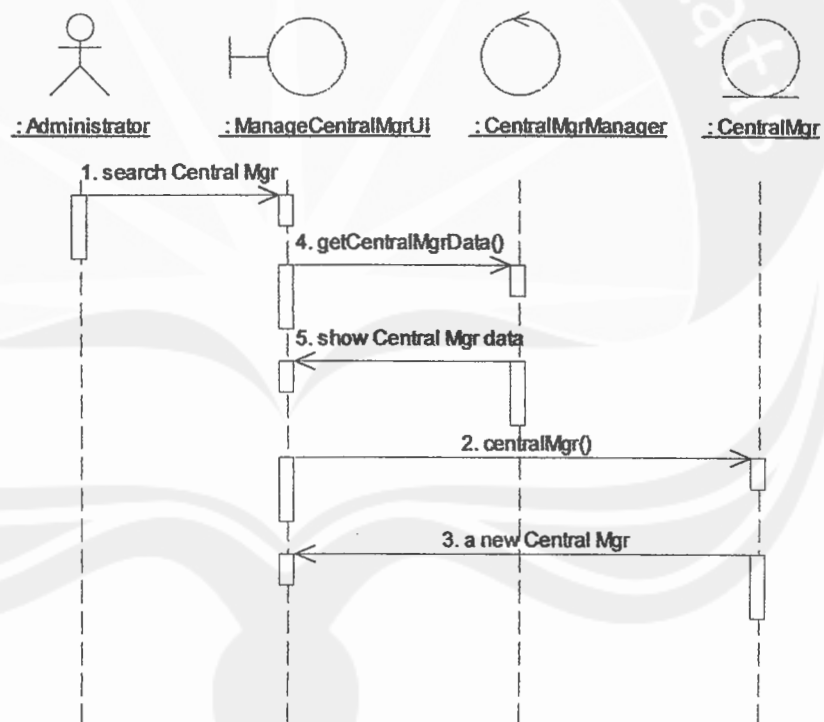 : Administrator
: ManageCentralMgrUI
: CentralMgrManager
: CentralMgr
1. search Central Mgr
4. getCentralMgrData()
5. show Central Mgr data
2. centralMgr()
3. a new Central Mgr